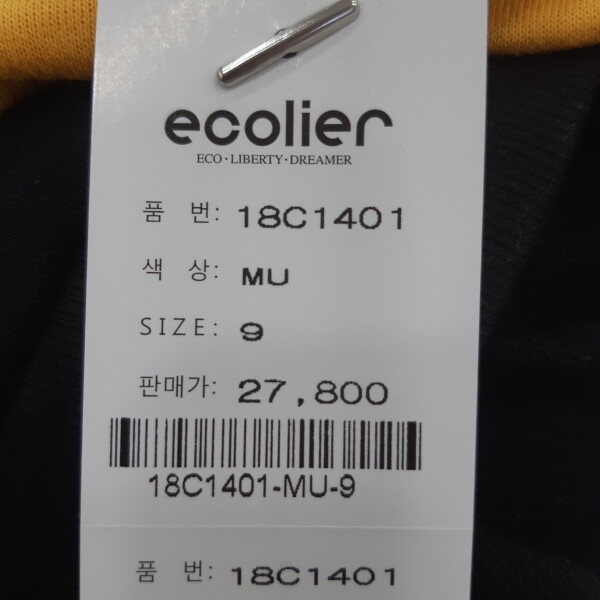 ecolier
ECO·LIBERTY·DREAMER
품 번: 18C1401
색 상: MU
SIZE: 9
판매가: 27,800
18C1401-MU-9
품 번: 18C1401